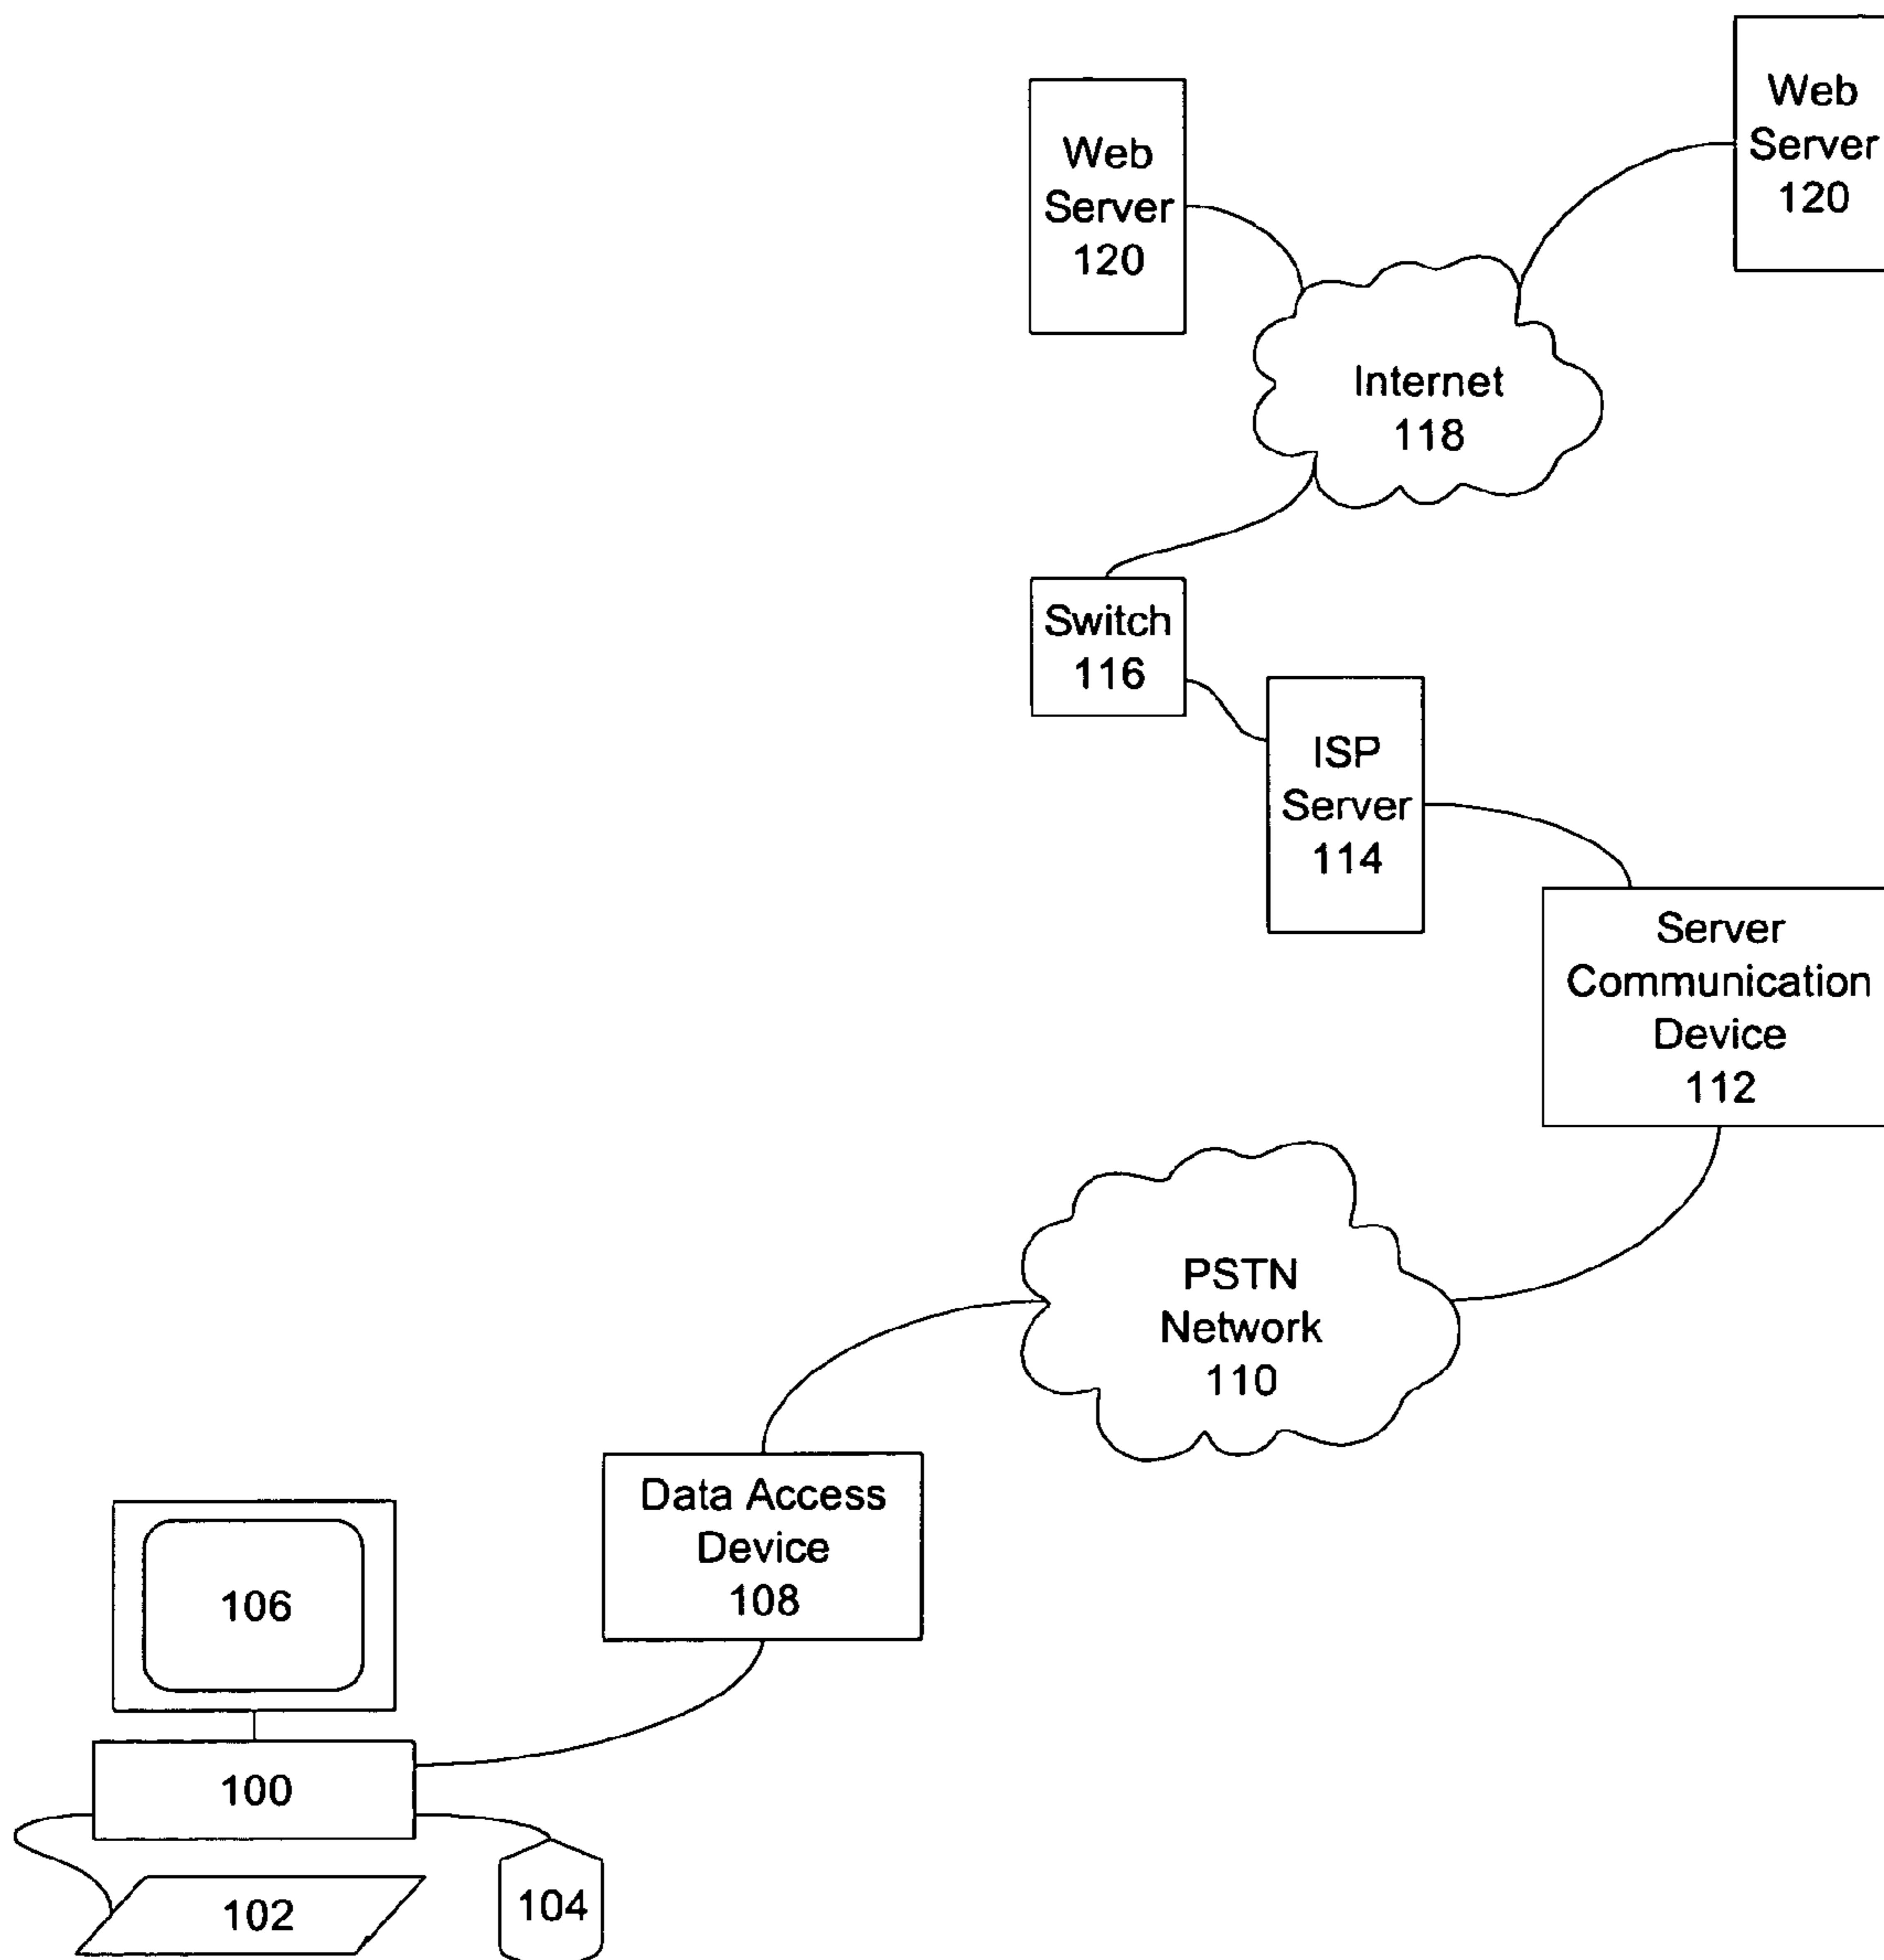 Web
Server
120
Web
Server
120
Internet
118
Switch
116
ISP
Server
114
Server
Communication
Device
112
PSTN
Network
110
Data Access
Device
108
106
100
102
104